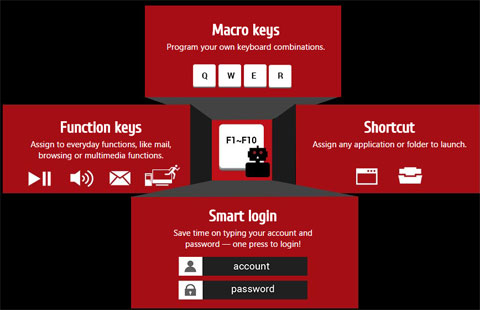 Macro keys
Program your own keyboard combinations.
Q W E R
Function keys
Assign to everyday functions, like mail,
browsing or multimedia functions.
F1~F10
Shortcut
Assign any application or folder to launch.
Smart login
Save time on typing your account and
password — one press to login!
account
password